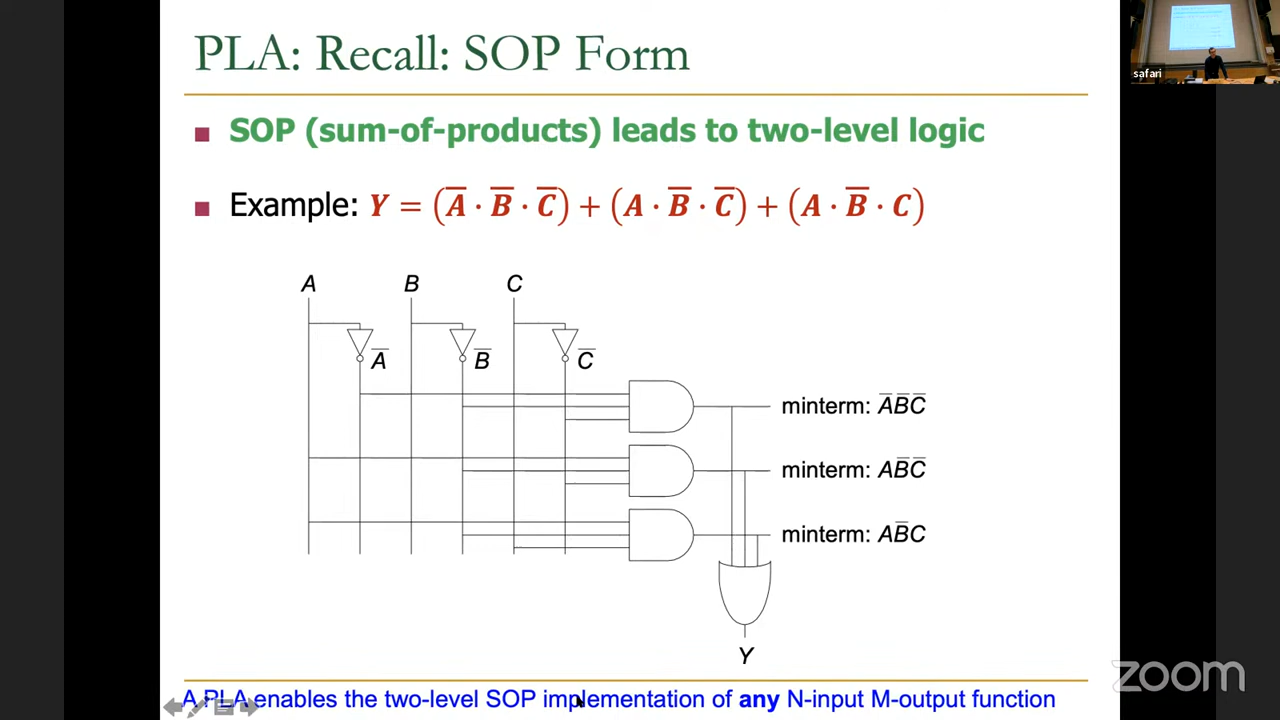 PLA: Recall: SOP Form
safari
■ SOP (sum-of-products) leads to two-level logic
■ Example: Y = (A̅ · B̅ · C̅) + (A · B̅ · C̅) + (A · B̅ · C)
A B C
A̅ B̅ C̅
minterm: A̅B̅C̅
minterm: AB̅C̅
minterm: AB̅C
Y
zoom
A PLA enables the two-level SOP implementation of any N-input M-output function